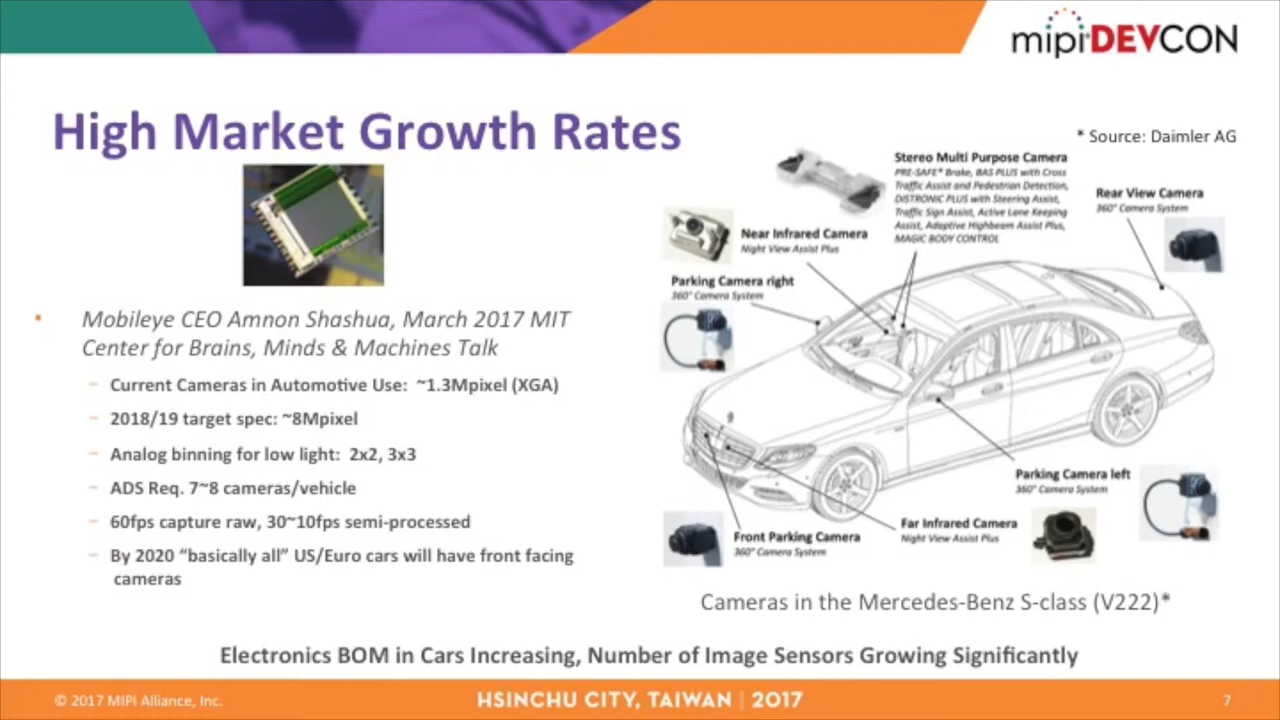 mipi DEVCON
High Market Growth Rates
* Source: Daimler AG
• Mobileye CEO Amnon Shashua, March 2017 MIT
Center for Brains, Minds & Machines Talk
– Current Cameras in Automotive Use: ~1.3Mpixel (XGA)
– 2018/19 target spec: ~8Mpixel
– Analog binning for low light: 2x2, 3x3
– ADS Req. 7~8 cameras/vehicle
– 60fps capture raw, 30~10fps semi-processed
– By 2020 “basically all” US/Euro cars will have front facing
cameras
Stereo Multi Purpose Camera
PRE-SAFE® Brake, BAS PLUS with Cross
Traffic Assist and Pedestrian Detection,
DISTRONIC PLUS with Steering Assist,
Traffic Sign Assist, Active Lane Keeping
Assist, Adaptive Highbeam Assist Plus,
MAGIC BODY CONTROL
Rear View Camera
360° Camera System
Near Infrared Camera
Night View Assist Plus
Parking Camera right
360° Camera System
Parking Camera left
360° Camera System
Far Infrared Camera
Night View Assist Plus
Front Parking Camera
360° Camera System
Cameras in the Mercedes-Benz S-class (V222)*
Electronics BOM in Cars Increasing, Number of Image Sensors Growing Significantly
© 2017 MIPI Alliance, Inc.
HSINCHU CITY, TAIWAN | 2017
7